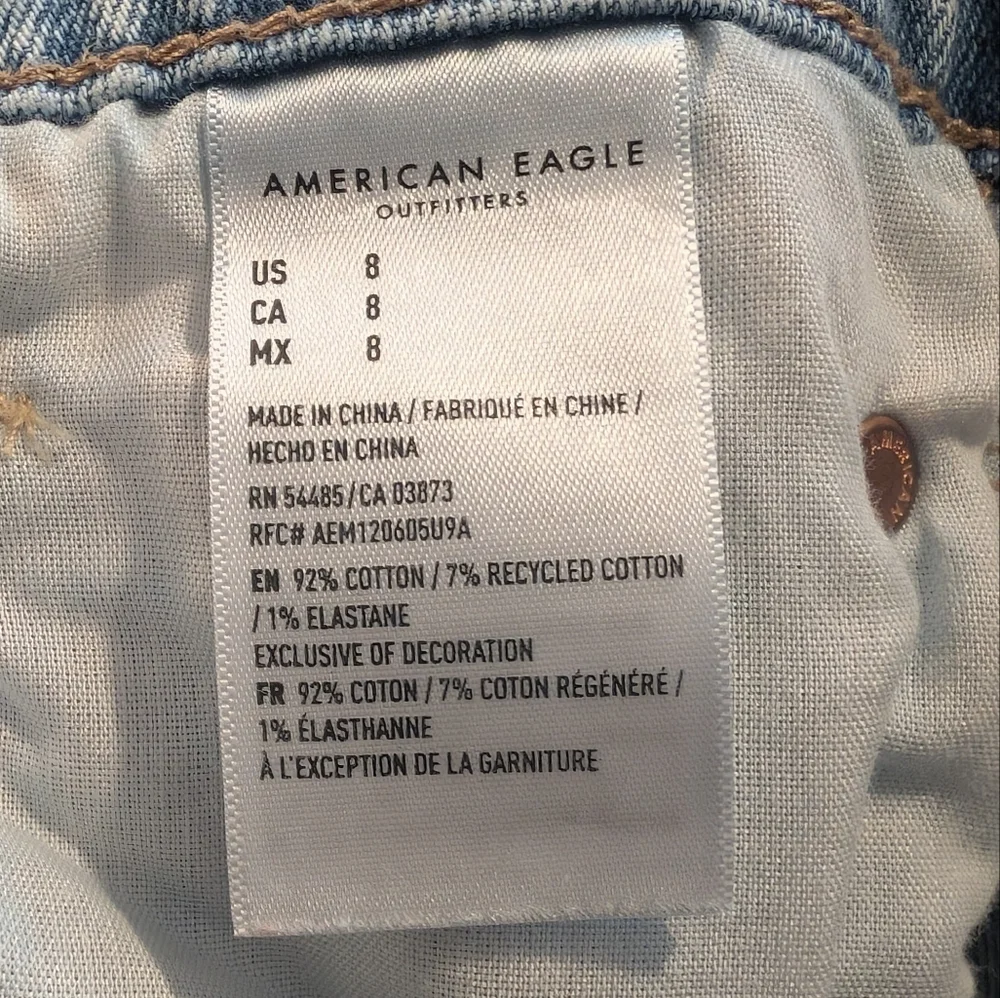 AMERICAN EAGLE
OUTFITTERS
US 8
CA 8
MX 8
MADE IN CHINA / FABRIQUÉ EN CHINE /
HECHO EN CHINA
RN 54485/CA 03873
RFC# AEM120605U9A
EN 92% COTTON / 7% RECYCLED COTTON
/ 1% ELASTANE
EXCLUSIVE OF DECORATION
FR 92% COTON / 7% COTON RÉGÉNÉRÉ /
1% ÉLASTHANNE
À L'EXCEPTION DE LA GARNITURE
AMERICAN